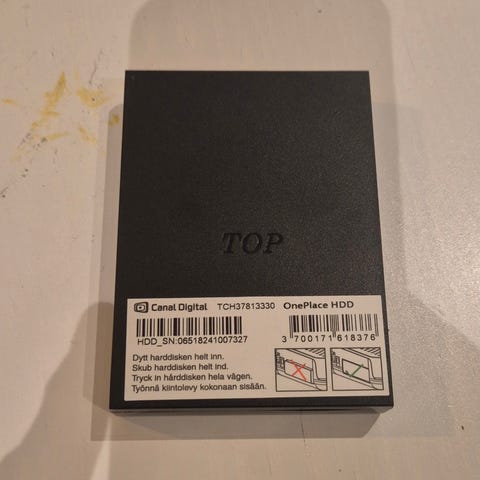 TOP
Canal Digital TCH37813330 OnePlace HDD
HDD_SN:06518241007327
3 700171 618376
Dytt harddisken helt inn.
Skub harddisken helt ind.
Tryck in hårddisken hela vägen.
Työnnä kiintolevy kokonaan sisään.